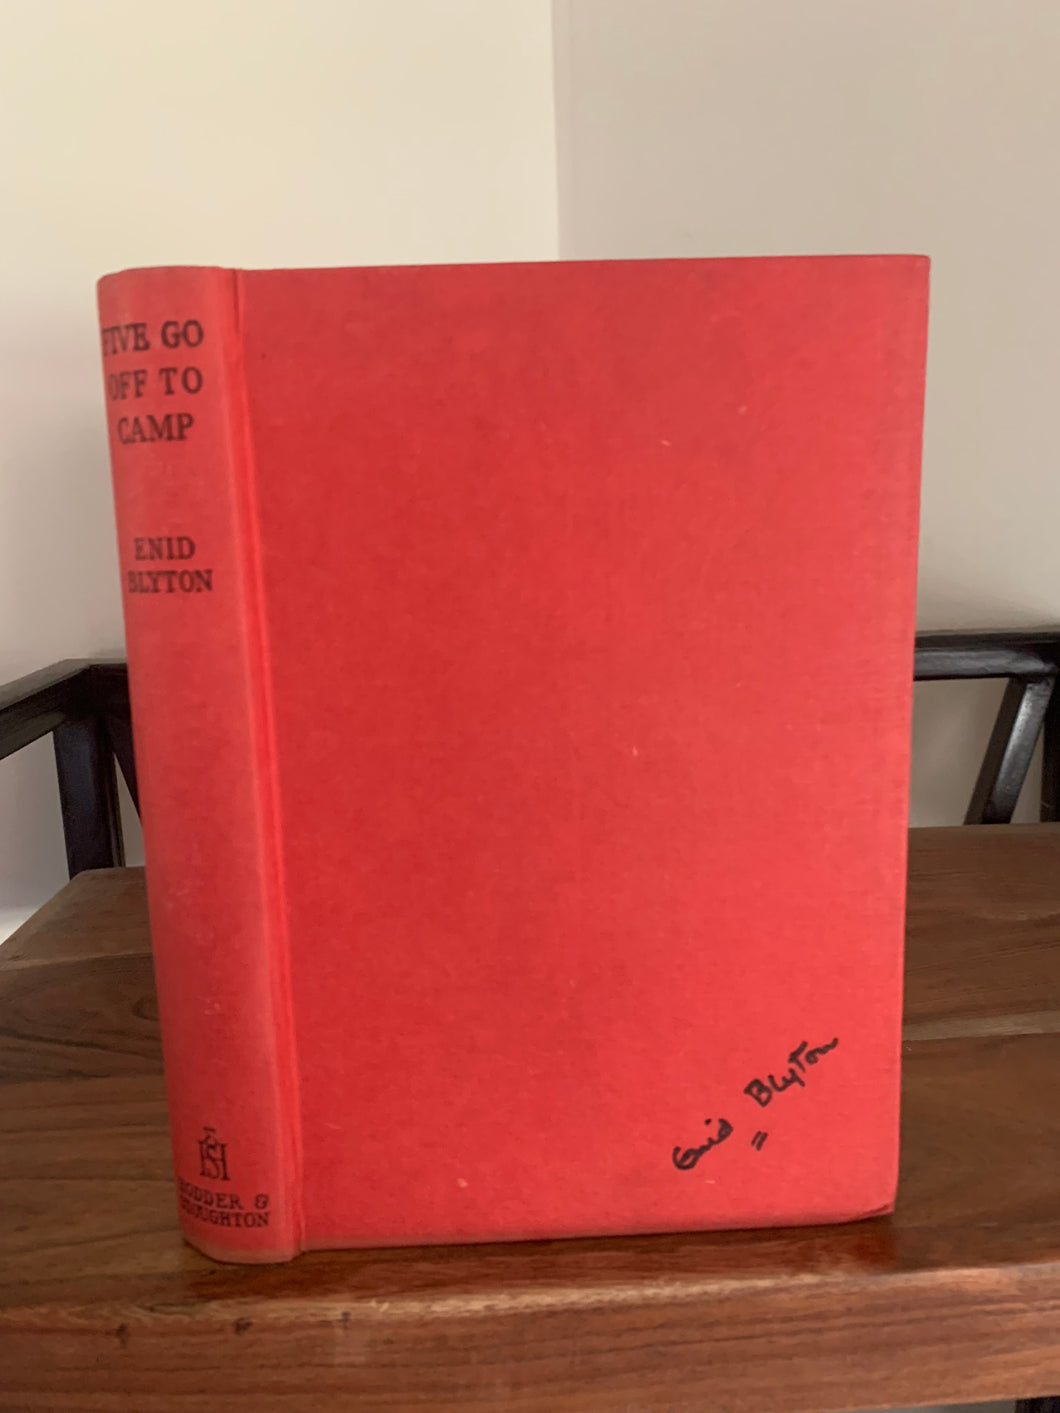 FIVE GO
OFF TO
CAMP
ENID
BLYTON
H&S
HODDER &
STOUGHTON
Enid Blyton